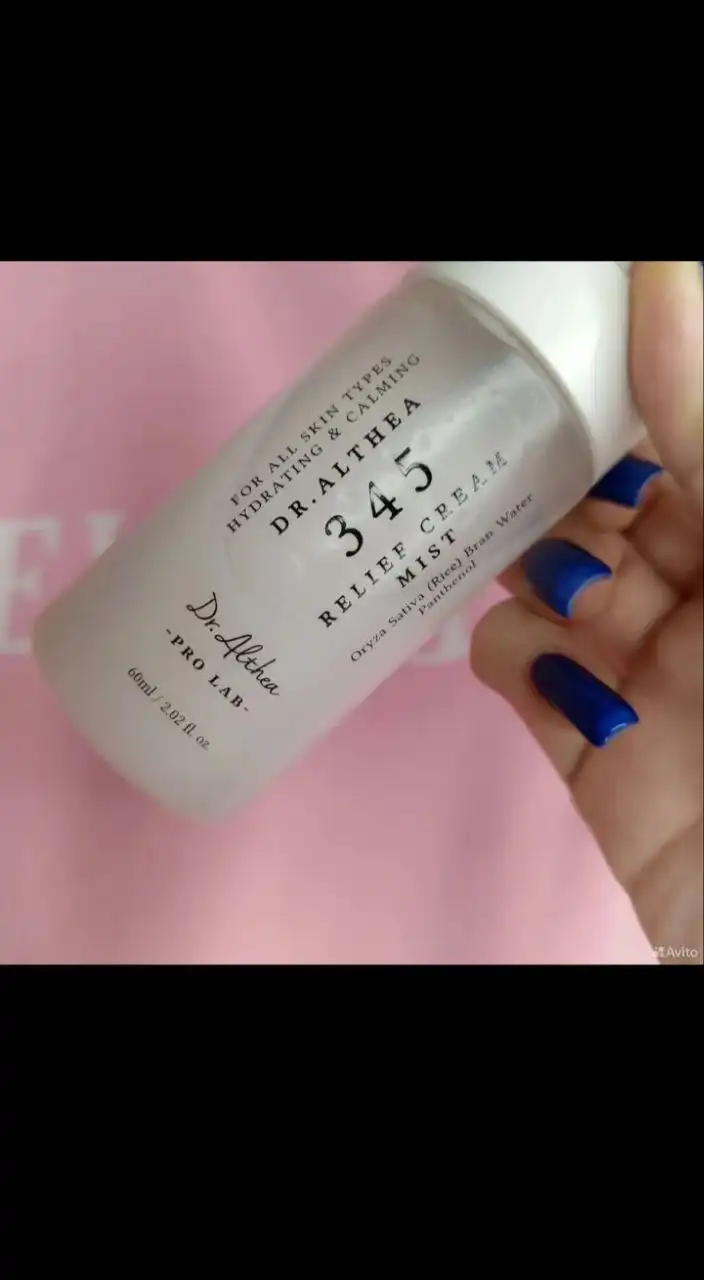 FOR ALL SKIN TYPES
HYDRATING & CALMING
DR.ALTHEA
345
RELIEF CREAM
MIST
Oryza Sativa (Rice) Bran Water
Panthenol
Dr.Althea
-PRO LAB-
60ml / 2.02 fl. oz.
Avito